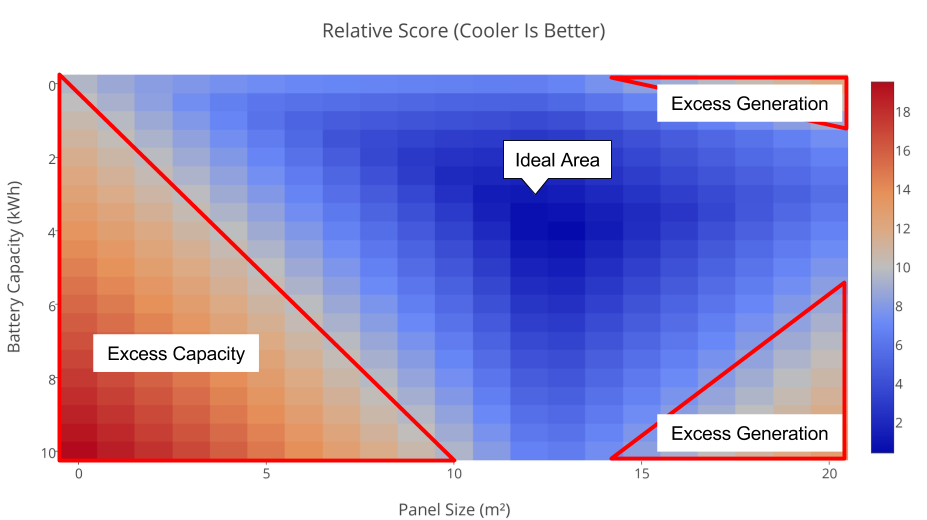 Relative Score (Cooler Is Better)
Excess Generation
Ideal Area
Excess Capacity
Excess Generation
Battery Capacity (kWh)
0
2
4
6
8
10
0
5
10
15
20
Panel Size (m²)
18
16
14
12
10
8
6
4
2